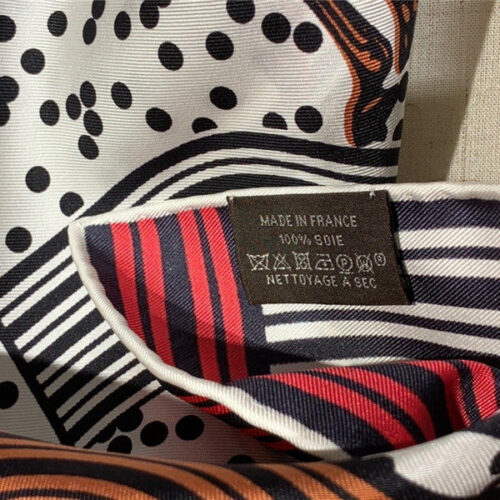 MADE IN FRANCE
100% SOIE
NETTOYAGE A SEC